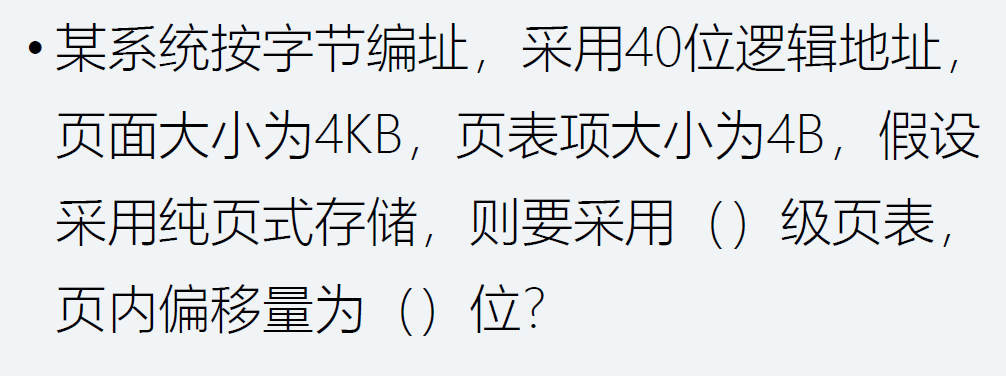 • 某系统按字节编址，采用40位逻辑地址，
页面大小为4KB，页表项大小为4B，假设
采用纯页式存储，则要采用（）级页表，
页内偏移量为（）位？